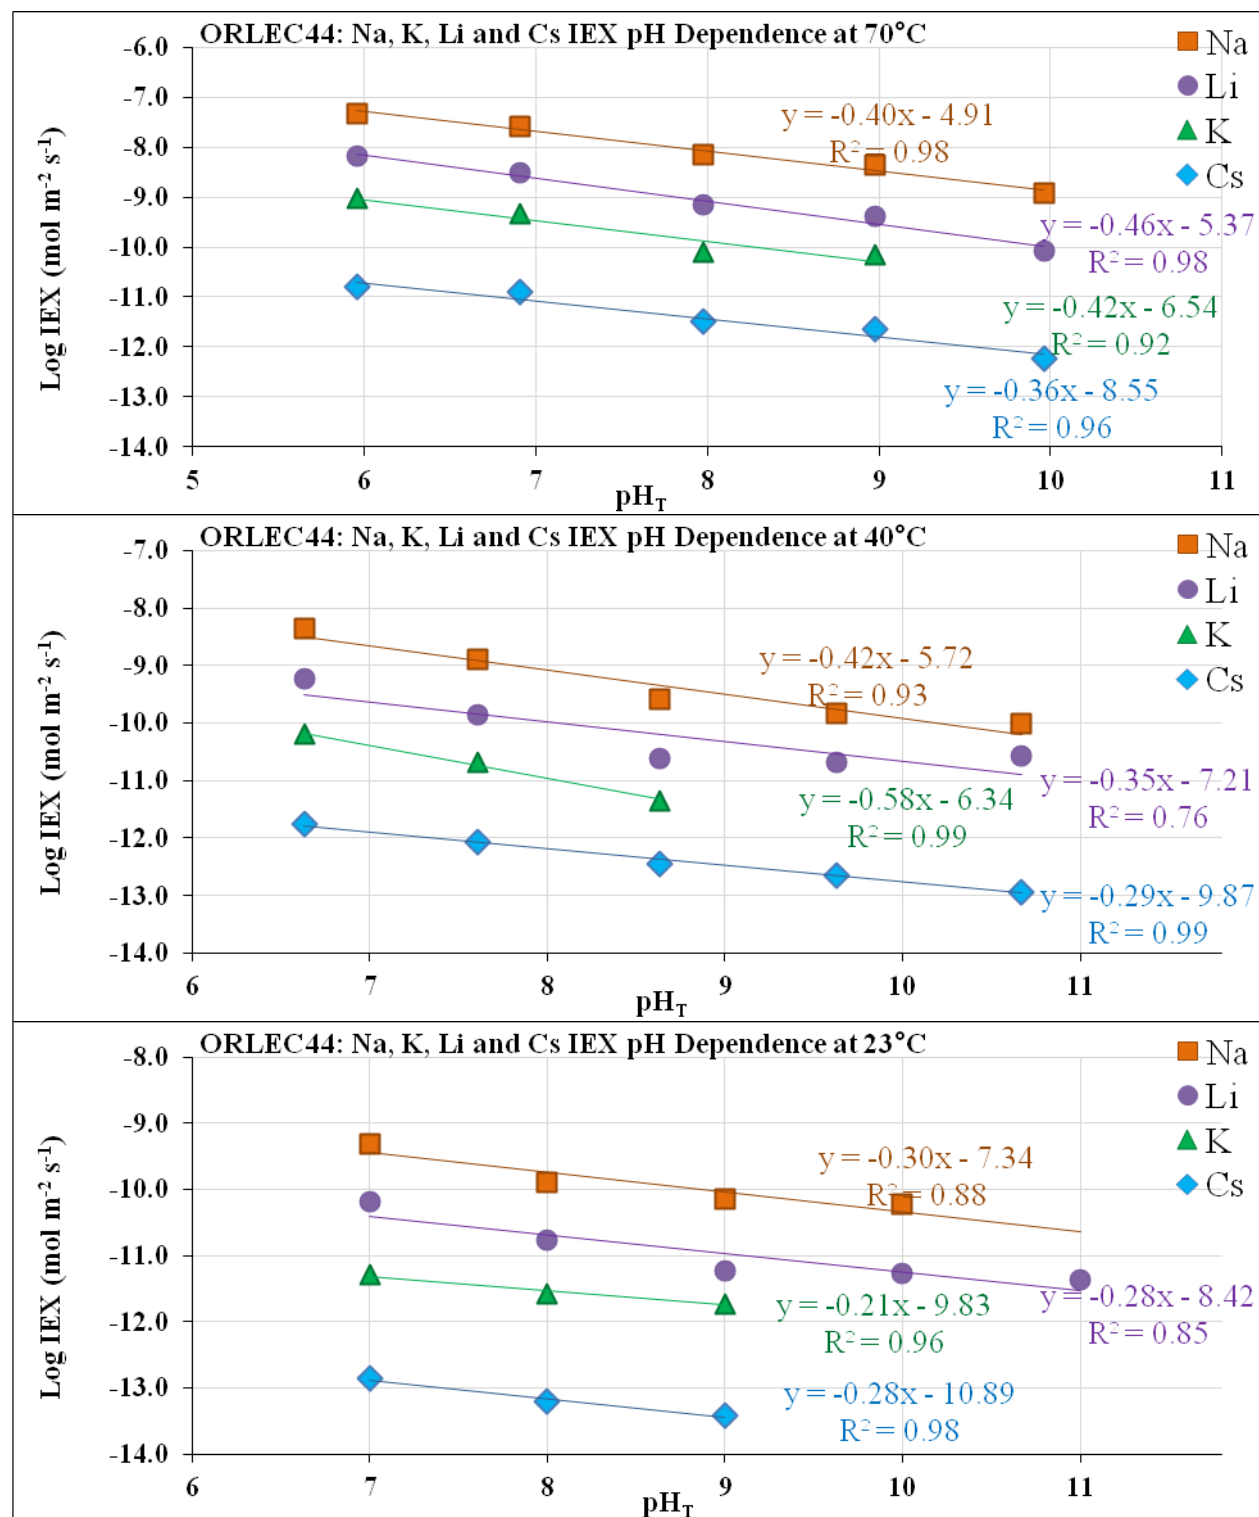 ORLEC44: Na, K, Li and Cs IEX pH Dependence at 70°C
Na
Li
K
Cs
Log IEX (mol m⁻² s⁻¹)
-6.0
-7.0
-8.0
-9.0
-10.0
-11.0
-12.0
-13.0
-14.0
y = -0.40x - 4.91
R² = 0.98
y = -0.46x - 5.37
R² = 0.98
y = -0.42x - 6.54
R² = 0.92
y = -0.36x - 8.55
R² = 0.96
5 6 7 8 9 10 11
pH_T
ORLEC44: Na, K, Li and Cs IEX pH Dependence at 40°C
Na
Li
K
Cs
Log IEX (mol m⁻² s⁻¹)
-7.0
-8.0
-9.0
-10.0
-11.0
-12.0
-13.0
-14.0
y = -0.42x - 5.72
R² = 0.93
y = -0.35x - 7.21
R² = 0.76
y = -0.58x - 6.34
R² = 0.99
y = -0.29x - 9.87
R² = 0.99
6 7 8 9 10 11
pH_T
ORLEC44: Na, K, Li and Cs IEX pH Dependence at 23°C
Na
Li
K
Cs
Log IEX (mol m⁻² s⁻¹)
-8.0
-9.0
-10.0
-11.0
-12.0
-13.0
-14.0
y = -0.30x - 7.34
R² = 0.88
y = -0.28x - 8.42
R² = 0.85
y = -0.21x - 9.83
R² = 0.96
y = -0.28x - 10.89
R² = 0.98
6 7 8 9 10 11
pH_T